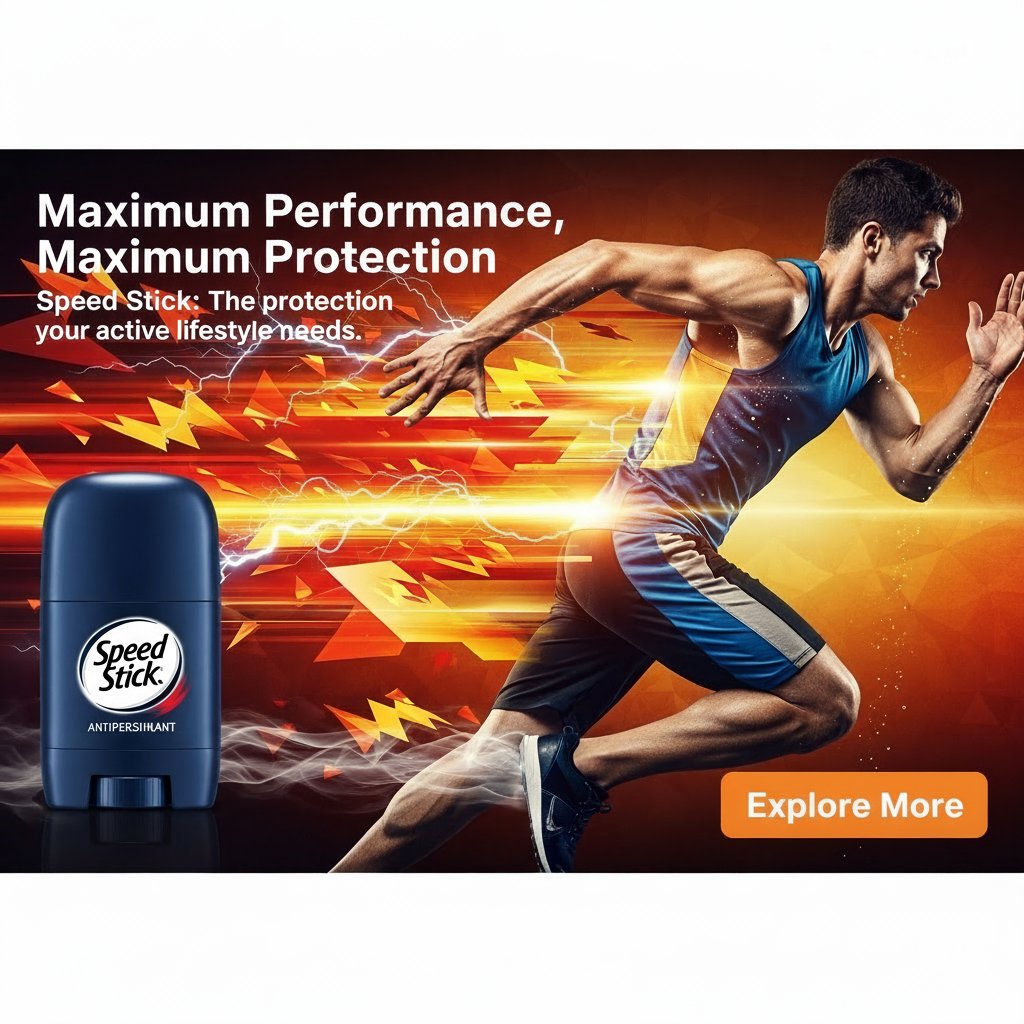 Maximum Performance,
Maximum Protection
Speed Stick: The protection
your active lifestyle needs.
Speed
Stick.
ANTIPERSIHLANT
Explore More